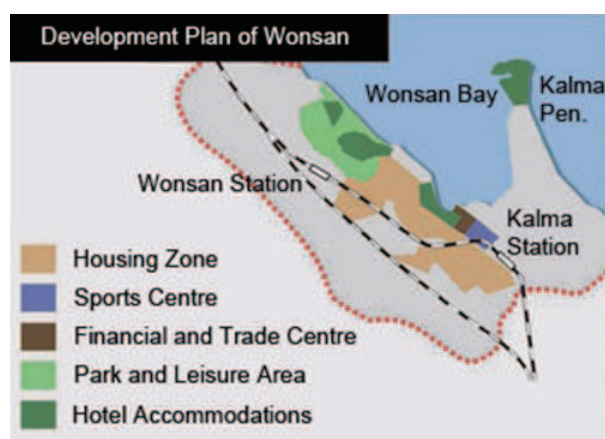 Development Plan of Wonsan
Wonsan Bay
Kalma
Pen.
Wonsan Station
Kalma
Station
Housing Zone
Sports Centre
Financial and Trade Centre
Park and Leisure Area
Hotel Accommodations